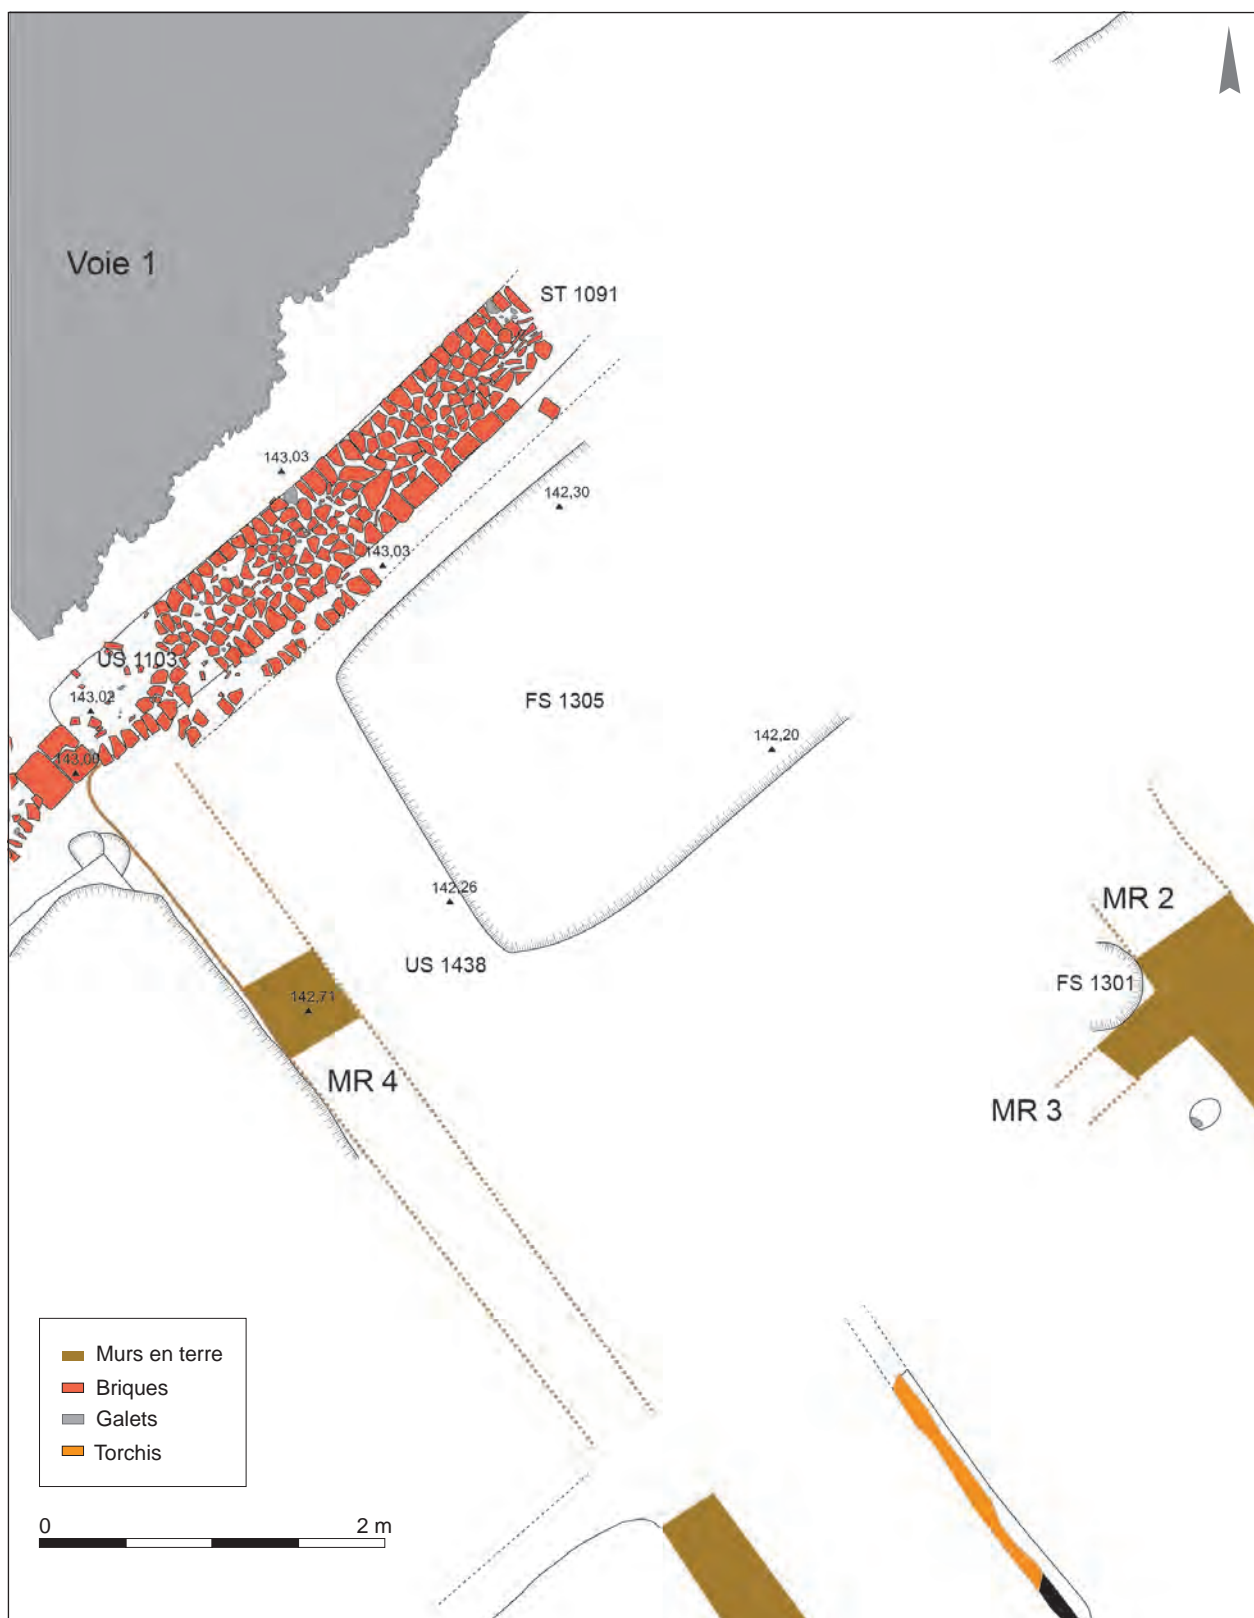 Voie 1
ST 1091
143,03
142,30
143,03
US 1103
143,02
FS 1305
142,20
143,00
142,26
MR 2
US 1438
FS 1301
142,71
MR 4
MR 3
Murs en terre
Briques
Galets
Torchis
0 2 m